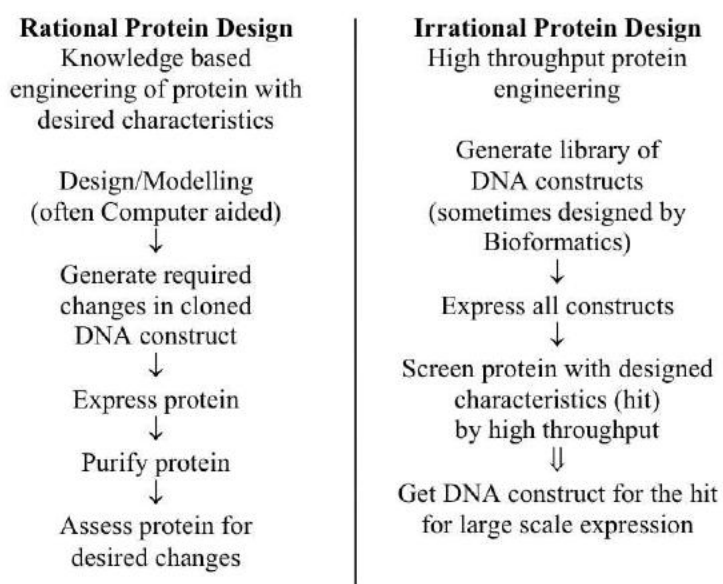 Rational Protein Design
Knowledge based
engineering of protein with
desired characteristics
Design/Modelling
(often Computer aided)
↓
Generate required
changes in cloned
DNA construct
↓
Express protein
↓
Purify protein
↓
Assess protein for
desired changes
Irrational Protein Design
High throughput protein
engineering
Generate library of
DNA constructs
(sometimes designed by
Bioformatics)
↓
Express all constructs
↓
Screen protein with designed
characteristics (hit)
by high throughput
⇓
Get DNA construct for the hit
for large scale expression